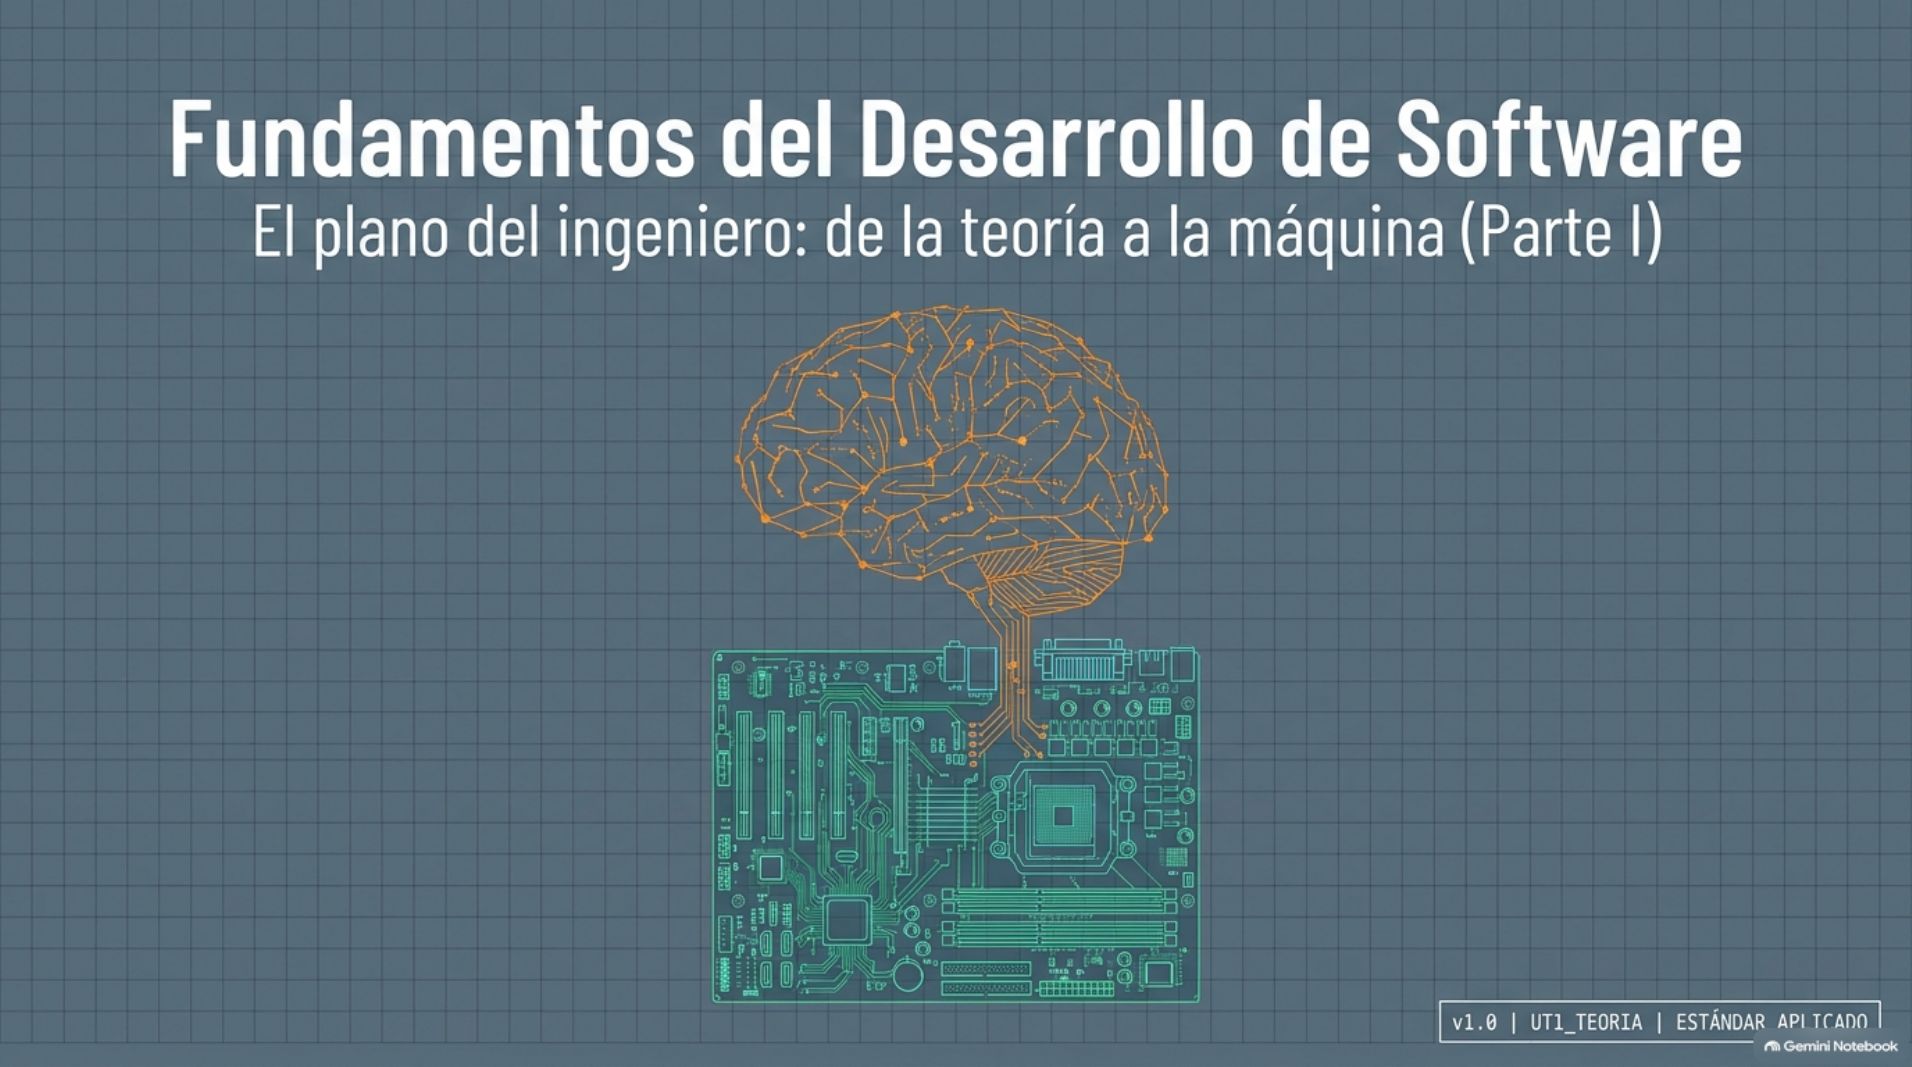 Fundamentos del Desarrollo de Software
El plano del ingeniero: de la teoría a la máquina (Parte I)
v1.0 | UT1_TEORIA | ESTÁNDAR APLICADO
Gemini Notebook